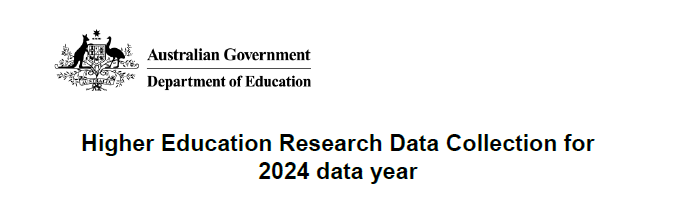 Australian Government
Department of Education
Higher Education Research Data Collection for
2024 data year